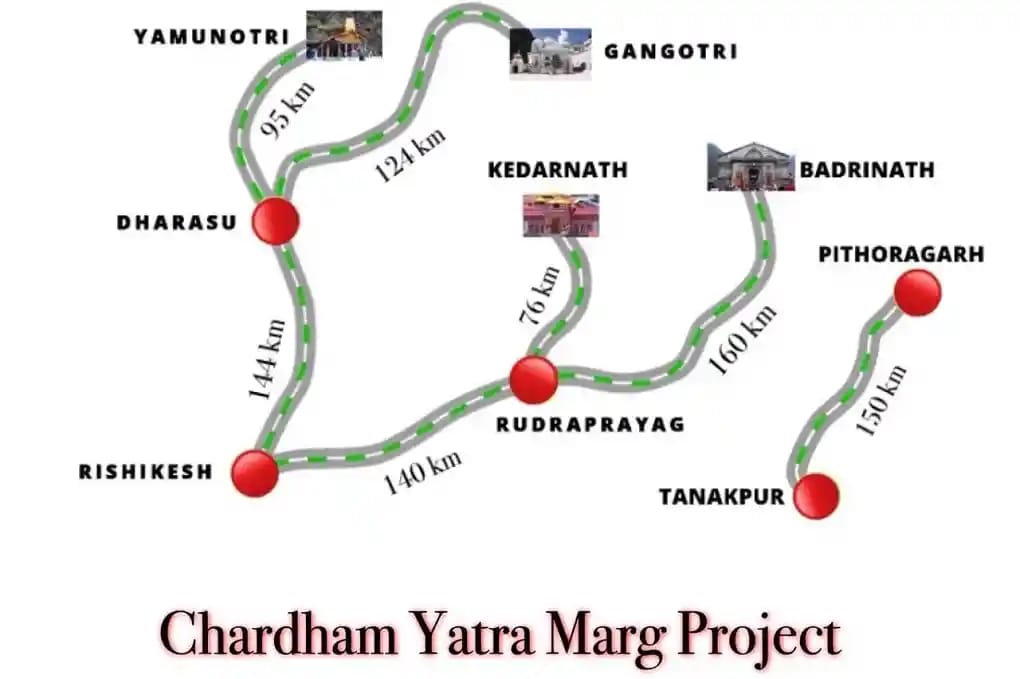 YAMUNOTRI
GANGOTRI
95 km
124 km
KEDARNATH
BADRINATH
DHARASU
PITHORAGARH
76 km
160 km
144 km
150 km
RUDRAPRAYAG
RISHIKESH
140 km
TANAKPUR
Chardham Yatra Marg Project